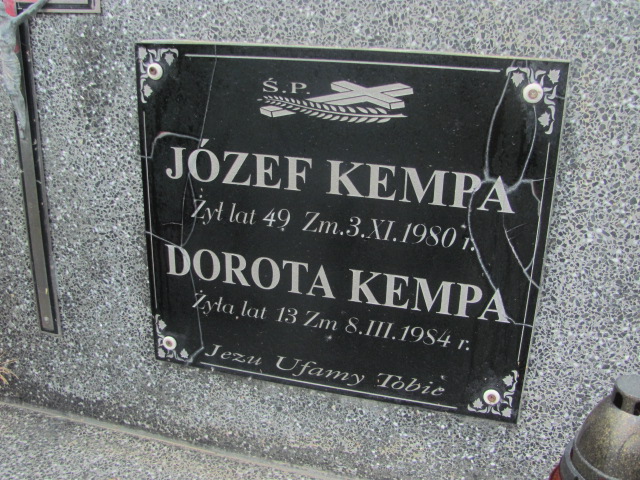 Ś.P.
JÓZEF KEMPA
Żył lat 49 Zm.3.XI.1980 r.
DOROTA KEMPA
Żyła lat 13 Zm 8.III.1984 r.
Jezu Ufamy Tobie